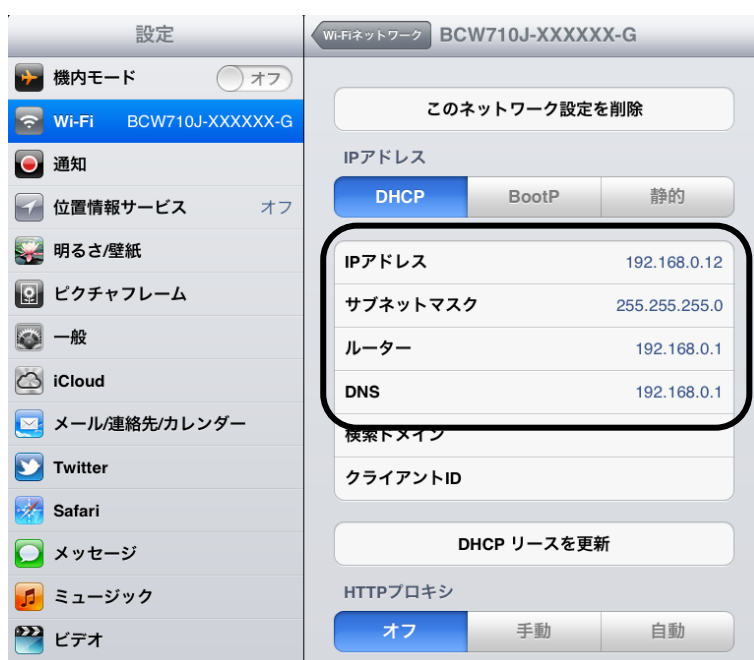 設定
機内モード オフ
Wi-Fi BCW710J-XXXXXX-G
通知
位置情報サービス オフ
明るさ/壁紙
ピクチャフレーム
一般
iCloud
メール/連絡先/カレンダー
Twitter
Safari
メッセージ
ミュージック
ビデオ
Wi-Fiネットワーク BCW710J-XXXXXX-G
このネットワーク設定を削除
IPアドレス
DHCP BootP 静的
IPアドレス 192.168.0.12
サブネットマスク 255.255.255.0
ルーター 192.168.0.1
DNS 192.168.0.1
検索ドメイン
クライアントID
DHCP リースを更新
HTTPプロキシ
オフ 手動 自動